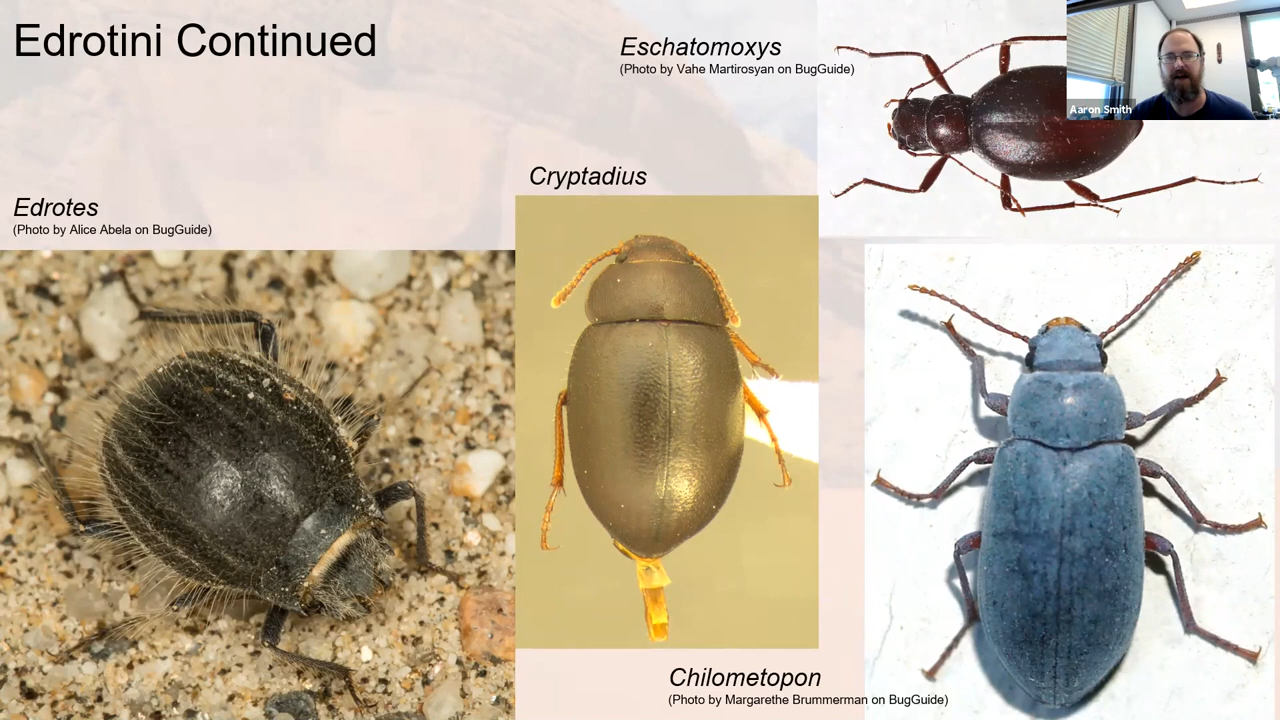 Edrotini Continued
Eschatomoxys
(Photo by Vahe Martirosyan on BugGuide)
Aaron Smith
Cryptadius
Edrotes
(Photo by Alice Abela on BugGuide)
Chilometopon
(Photo by Margarethe Brummerman on BugGuide)